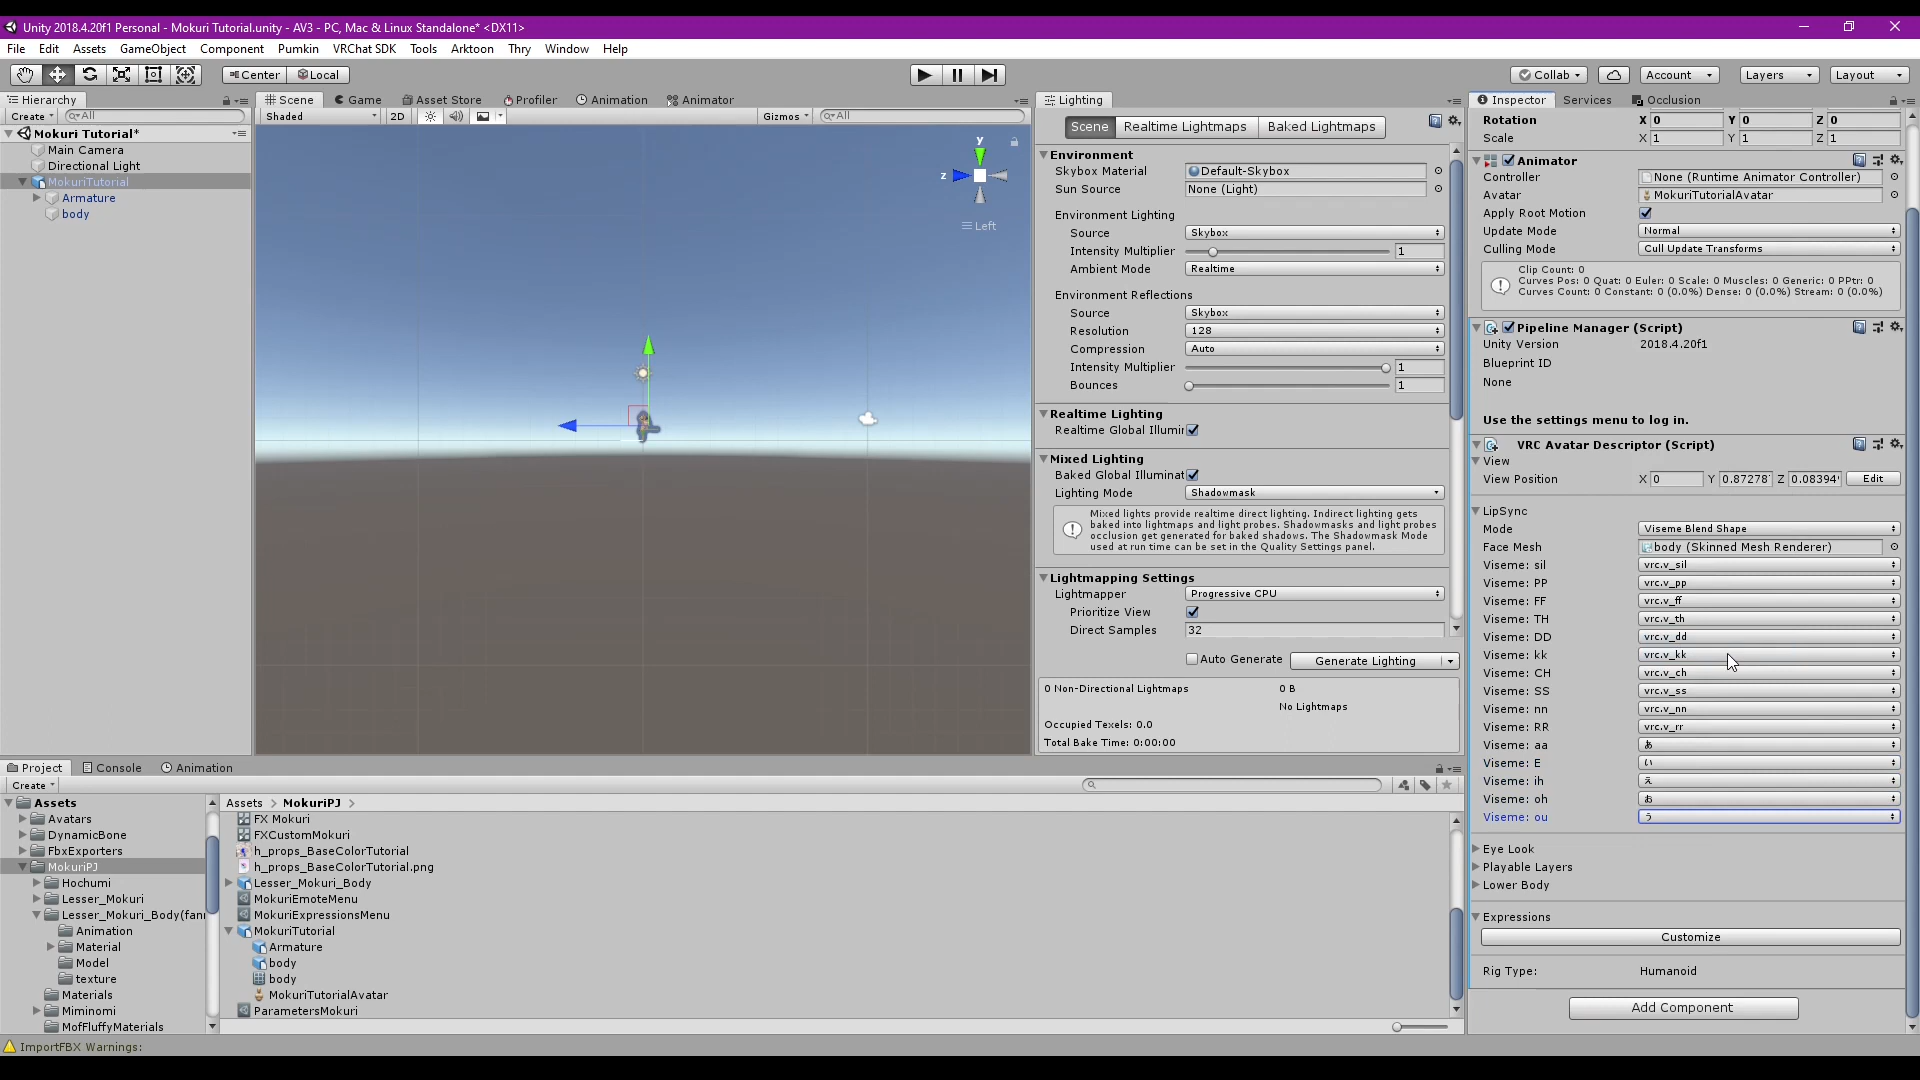 Unity 2018.4.20f1 Personal - Mokuri Tutorial.unity - AV3 - PC, Mac & Linux Standalone* <DX11>
File Edit Assets GameObject Component Pumkin VRChat SDK Tools Arktoon Thry Window Help
Center Local Collab Account Layers Layout
Hierarchy
Create All
Mokuri Tutorial*
Main Camera
Directional Light
MokuriTutorial
Armature
body
Scene Game Asset Store Profiler Animation Animator
Shaded 2D Gizmos All
y
z
Left
Lighting
Scene Realtime Lightmaps Baked Lightmaps
Environment
Skybox Material Default-Skybox
Sun Source None (Light)
Environment Lighting
Source Skybox
Intensity Multiplier 1
Ambient Mode Realtime
Environment Reflections
Source Skybox
Resolution 128
Compression Auto
Intensity Multiplier 1
Bounces 1
Realtime Lighting
Realtime Global Illumir
Mixed Lighting
Baked Global Illuminat
Lighting Mode Shadowmask
Mixed lights provide realtime direct lighting. Indirect lighting gets
baked into lightmaps and light probes. Shadowmasks and light probes
occlusion get generated for baked shadows. The Shadowmask Mode
used at run time can be set in the Quality Settings panel.
Lightmapping Settings
Lightmapper Progressive CPU
Prioritize View
Direct Samples 32
Auto Generate Generate Lighting
0 Non-Directional Lightmaps 0 B
No Lightmaps
Occupied Texels: 0.0
Total Bake Time: 0:00:00
Inspector Services Occlusion
Rotation X 0 Y 0 Z 0
Scale X 1 Y 1 Z 1
Animator
Controller None (Runtime Animator Controller)
Avatar MokuriTutorialAvatar
Apply Root Motion
Update Mode Normal
Culling Mode Cull Update Transforms
Clip Count: 0
Curves Pos: 0 Quat: 0 Euler: 0 Scale: 0 Muscles: 0 Generic: 0 PPtr: 0
Curves Count: 0 Constant: 0 (0.0%) Dense: 0 (0.0%) Stream: 0 (0.0%)
Pipeline Manager (Script)
Unity Version 2018.4.20f1
Blueprint ID
None
Use the settings menu to log in.
VRC Avatar Descriptor (Script)
View
View Position X 0 Y 0.87278 Z 0.08394 Edit
LipSync
Mode Viseme Blend Shape
Face Mesh body (Skinned Mesh Renderer)
Viseme: sil vrc.v_sil
Viseme: PP vrc.v_pp
Viseme: FF vrc.v_ff
Viseme: TH vrc.v_th
Viseme: DD vrc.v_dd
Viseme: kk vrc.v_kk
Viseme: CH vrc.v_ch
Viseme: SS vrc.v_ss
Viseme: nn vrc.v_nn
Viseme: RR vrc.v_rr
Viseme: aa あ
Viseme: E い
Viseme: ih え
Viseme: oh お
Viseme: ou う
Eye Look
Playable Layers
Lower Body
Expressions
Customize
Rig Type: Humanoid
Add Component
Project Console Animation
Create
Assets
Avatars
DynamicBone
FbxExporters
MokuriPJ
Hochumi
Lesser_Mokuri
Lesser_Mokuri_Body(fan
Animation
Material
Model
texture
Materials
Miminomi
MofFluffyMaterials
Assets > MokuriPJ >
FX Mokuri
FXCustomMokuri
h_props_BaseColorTutorial
h_props_BaseColorTutorial.png
Lesser_Mokuri_Body
MokuriEmoteMenu
MokuriExpressionsMenu
MokuriTutorial
Armature
body
body
MokuriTutorialAvatar
ParametersMokuri
ImportFBX Warnings: